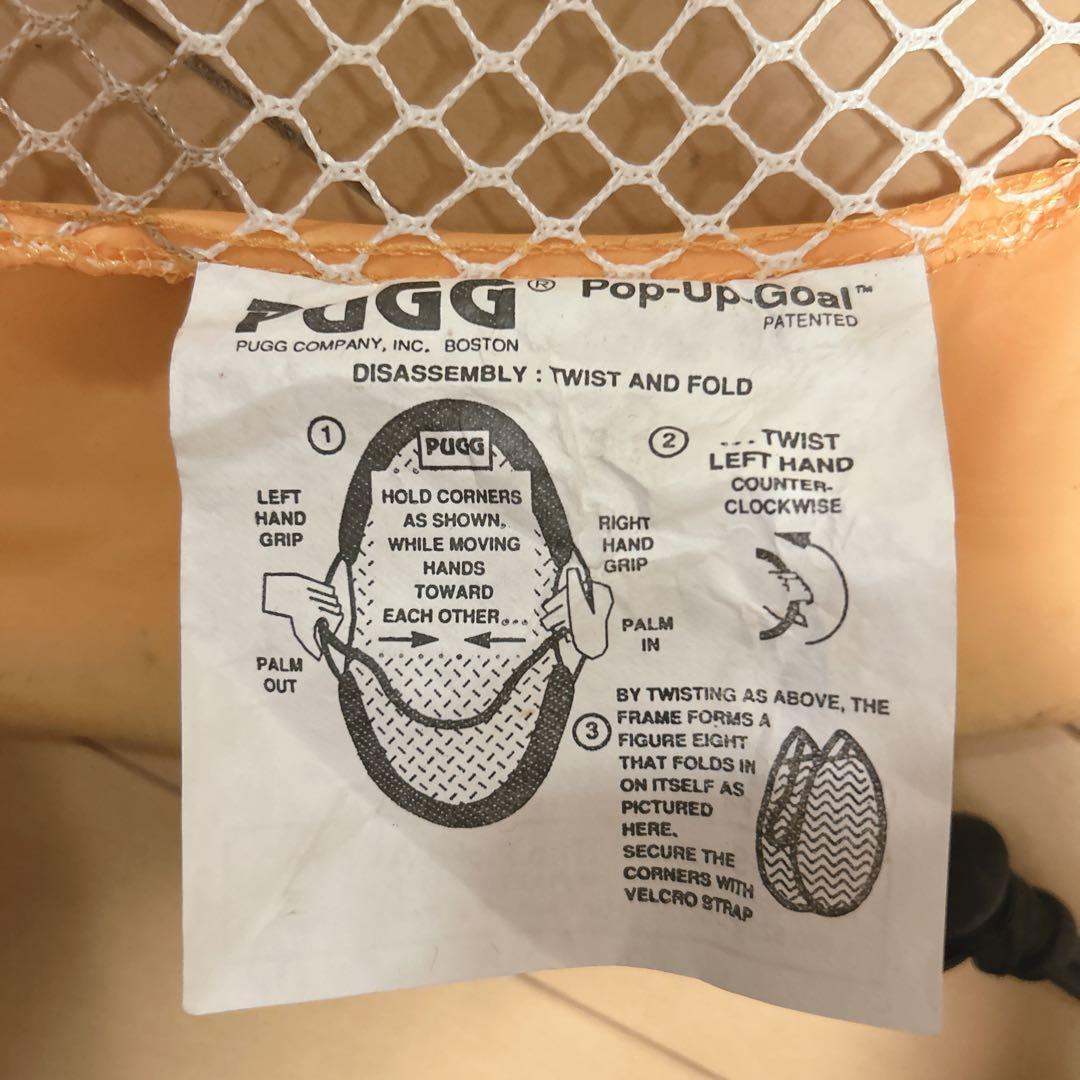 PUGG® Pop-Up-Goal™
PATENTED
PUGG COMPANY, INC. BOSTON
DISASSEMBLY : TWIST AND FOLD
1
PUGG
HOLD CORNERS
AS SHOWN,
WHILE MOVING
HANDS
TOWARD
EACH OTHER...
LEFT
HAND
GRIP
PALM
OUT
RIGHT
HAND
GRIP
PALM
IN
2
... TWIST
LEFT HAND
COUNTER-
CLOCKWISE
3
BY TWISTING AS ABOVE, THE
FRAME FORMS A
FIGURE EIGHT
THAT FOLDS IN
ON ITSELF AS
PICTURED
HERE.
SECURE THE
CORNERS WITH
VELCRO STRAP